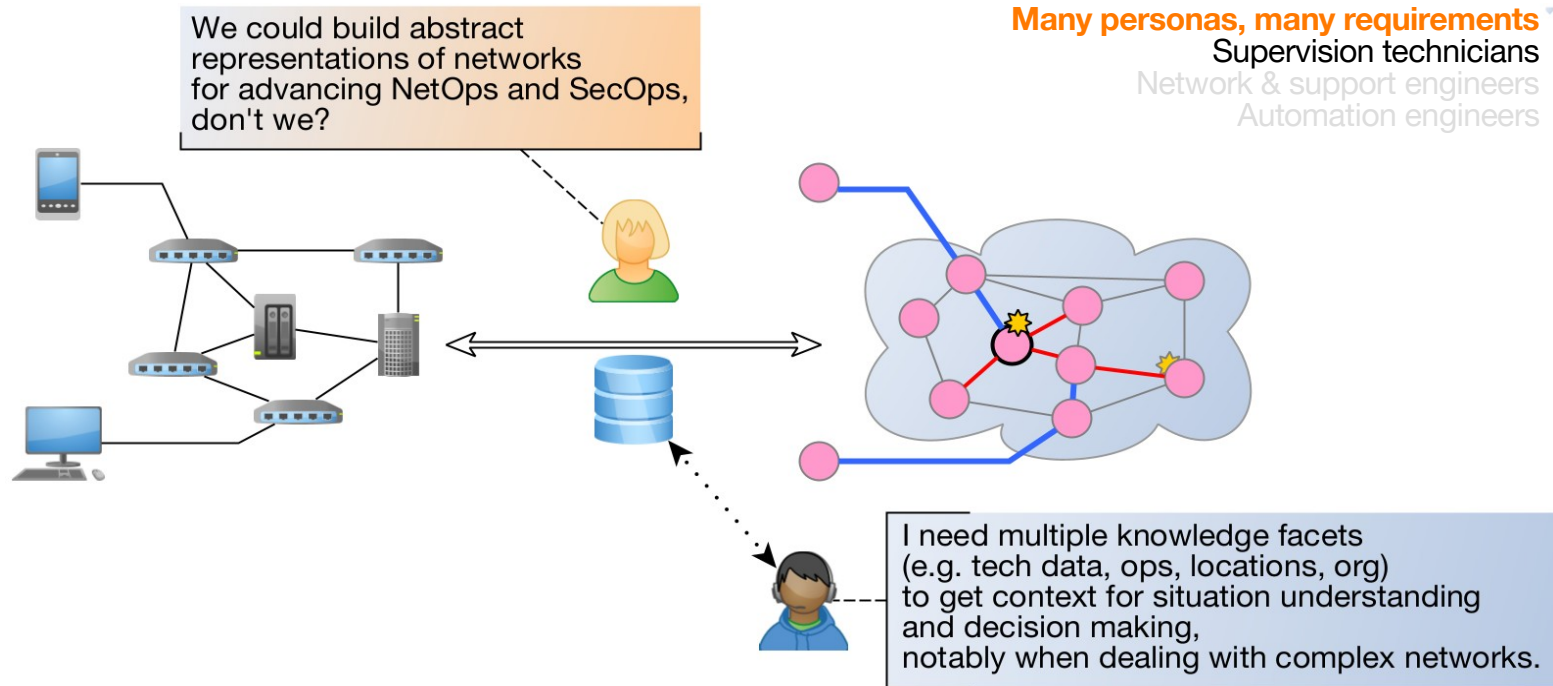 We could build abstract
representations of networks
for advancing NetOps and SecOps,
don't we?
Many personas, many requirements
Supervision technicians
Network & support engineers
Automation engineers
I need multiple knowledge facets
(e.g. tech data, ops, locations, org)
to get context for situation understanding
and decision making,
notably when dealing with complex networks.